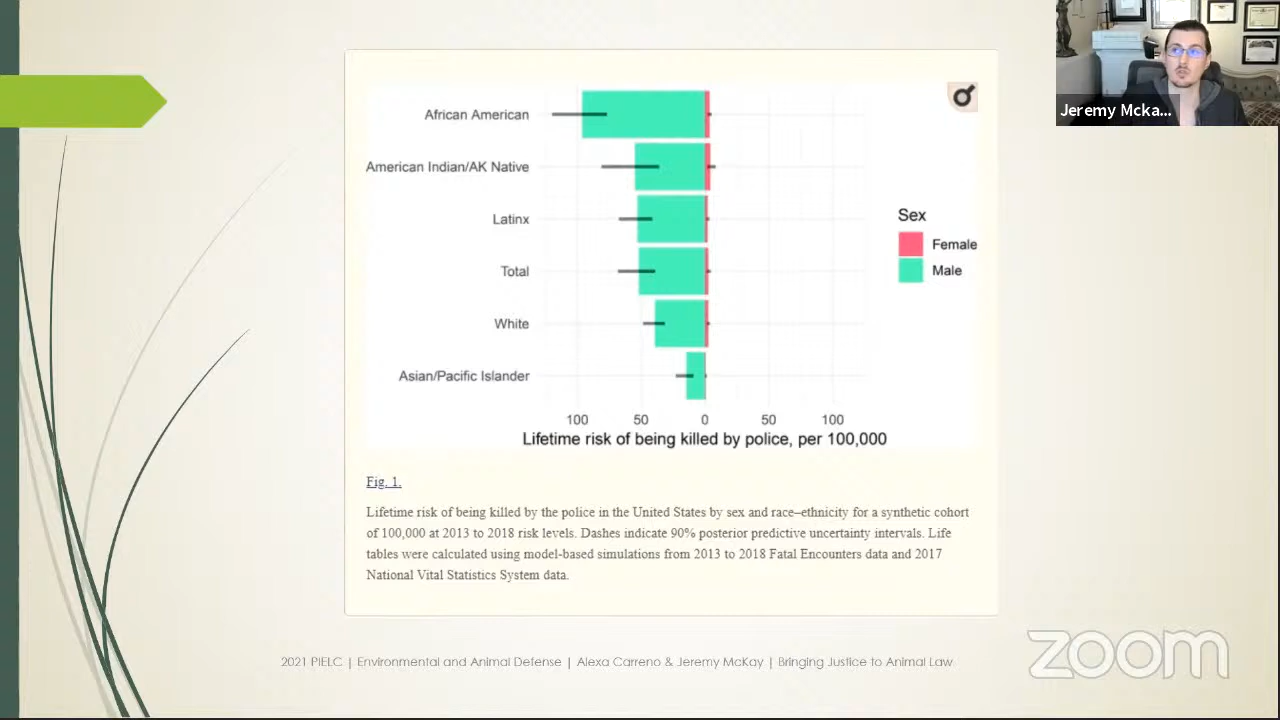 Jeremy Mcka...
African American
American Indian/AK Native
Latinx
Total
White
Asian/Pacific Islander
100 50 0 50 100
Lifetime risk of being killed by police, per 100,000
Sex
Female
Male
Fig. 1.
Lifetime risk of being killed by the police in the United States by sex and race–ethnicity for a synthetic cohort
of 100,000 at 2013 to 2018 risk levels. Dashes indicate 90% posterior predictive uncertainty intervals. Life
tables were calculated using model-based simulations from 2013 to 2018 Fatal Encounters data and 2017
National Vital Statistics System data.
2021 PIELC | Environmental and Animal Defense | Alexa Carreno & Jeremy McKay | Bringing Justice to Animal Law
zoom